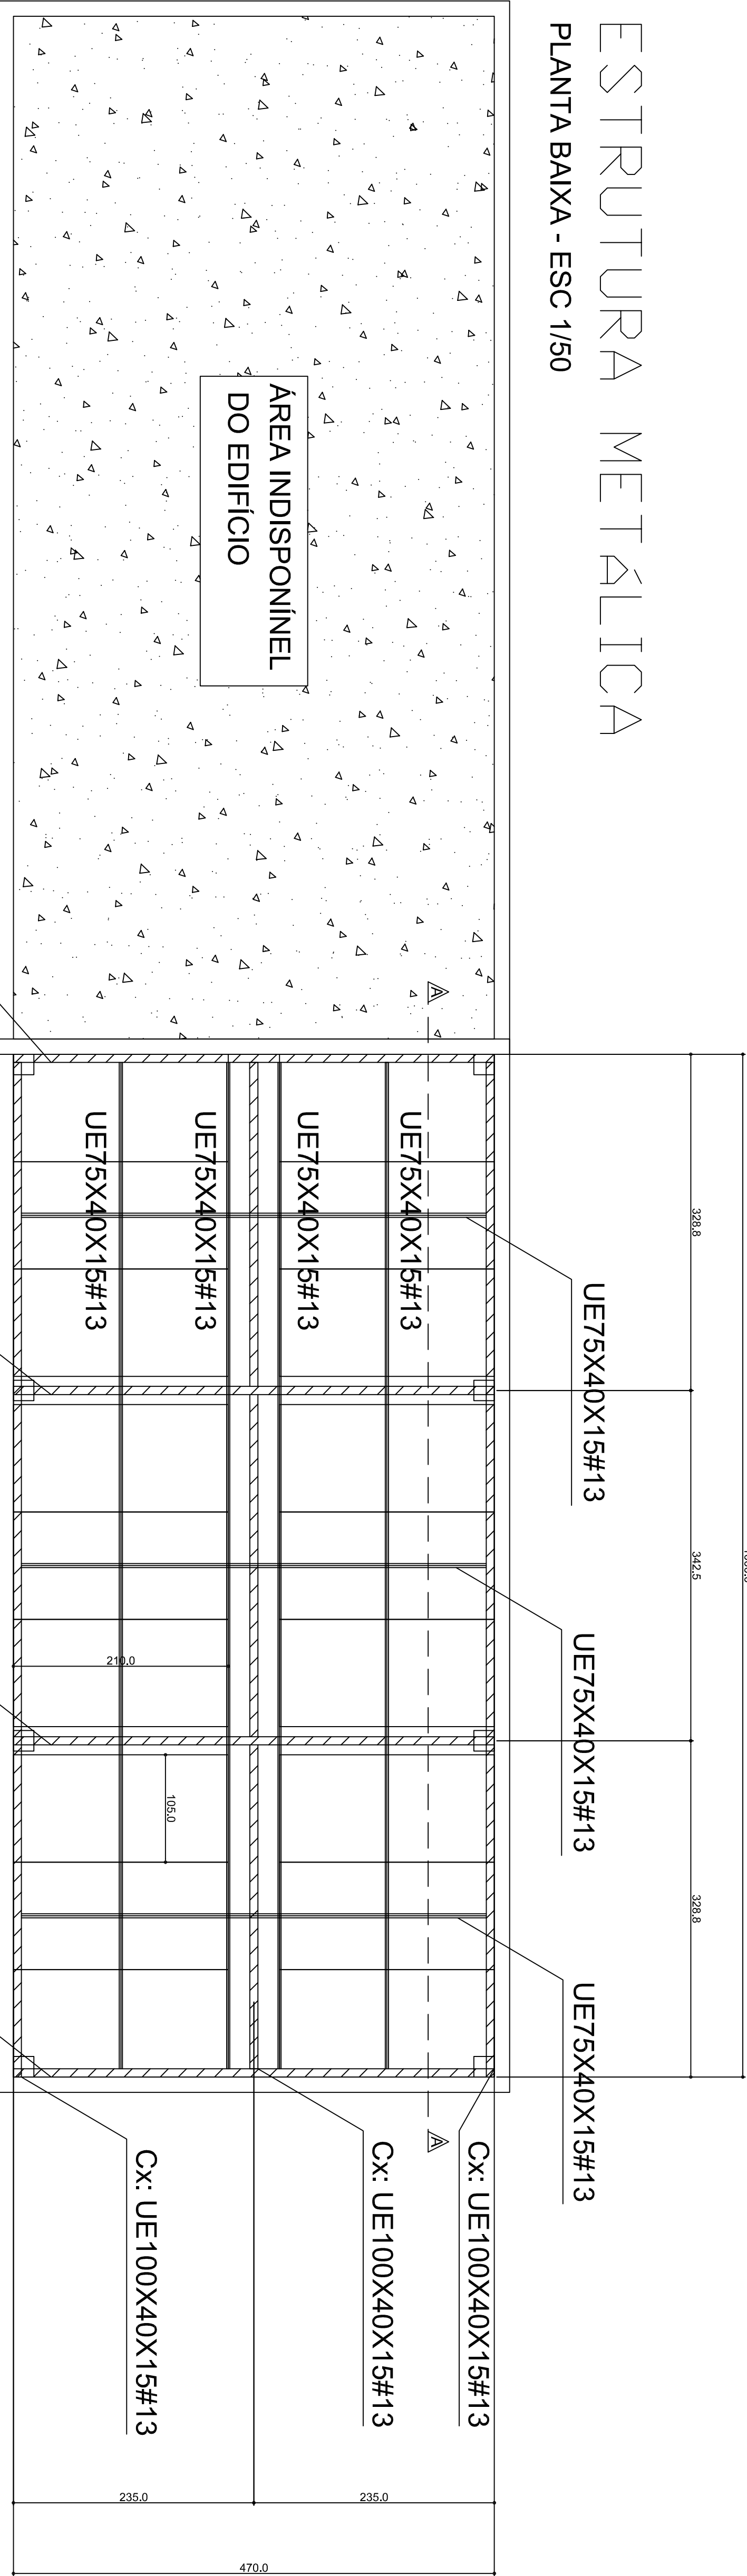 ESTRUTURA METÁLICA
PLANTA BAIXA - ESC 1/50
ÁREA INDISPONÍNEL
DO EDIFÍCIO
A
328.8
342.5
328.8
UE75X40X15#13
UE75X40X15#13
UE75X40X15#13
UE75X40X15#13
UE75X40X15#13
UE75X40X15#13
UE75X40X15#13
210.0
105.0
A
Cx: UE100X40X15#13
Cx: UE100X40X15#13
Cx: UE100X40X15#13
235.0
235.0
470.0